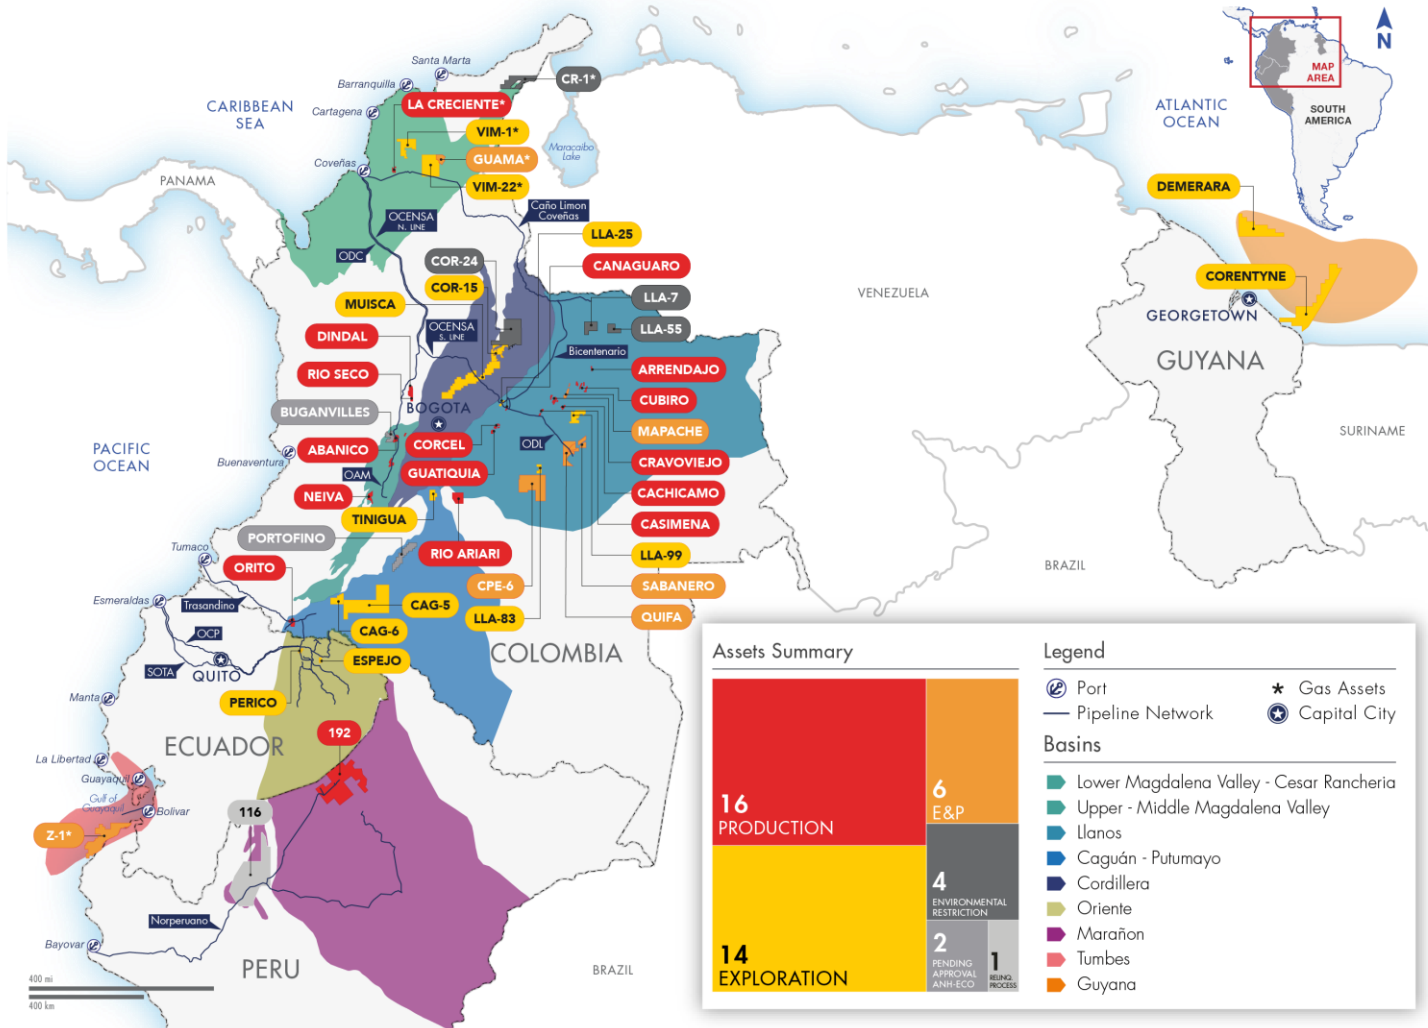 Santa Marta
Barranquilla
Cartagena
Coveñas
CARIBBEAN
SEA
PANAMA
CR-1*
LA CRECIENTE*
VIM-1*
GUAMA*
VIM-22*
Maracaibo
Lake
Caño Limon
Coveñas
OCENSA
N. LINE
ODC
LLA-25
COR-24
CANAGUARO
COR-15
LLA-7
MUISCA
LLA-55
OCENSA
S. LINE
DINDAL
Bicentenario
RIO SECO
ARRENDAJO
BUGANVILLES
BOGOTA
CUBIRO
MAPACHE
ABANICO
CORCEL
ODL
CRAVOVIEJO
OAM
GUATIQUIA
CACHICAMO
NEIVA
CASIMENA
TINIGUA
PORTOFINO
RIO ARIARI
LLA-99
ORITO
CPE-6
SABANERO
CAG-5
LLA-83
QUIFA
CAG-6
COLOMBIA
ESPEJO
PERICO
PACIFIC
OCEAN
Buenaventura
Tumaco
Esmeraldas
Trasandino
OCP
SOTA
QUITO
Manta
ECUADOR
192
La Libertad
Guayaquil
Gulf of
Guayaquil
Bolivar
116
Z-1*
Norperuano
Bayovar
PERU
BRAZIL
400 mi
400 km
VENEZUELA
BRAZIL
ATLANTIC
OCEAN
N
MAP
AREA
SOUTH
AMERICA
DEMERARA
CORENTYNE
GEORGETOWN
GUYANA
SURINAME
Assets Summary
16
PRODUCTION
6
E&P
14
EXPLORATION
4
ENVIRONMENTAL
RESTRICTION
2
PENDING
APPROVAL
ANH-ECO
1
RELINQ.
PROCESS
Legend
Port
* Gas Assets
Pipeline Network
Capital City
Basins
Lower Magdalena Valley - Cesar Rancheria
Upper - Middle Magdalena Valley
Llanos
Caguán - Putumayo
Cordillera
Oriente
Marañon
Tumbes
Guyana